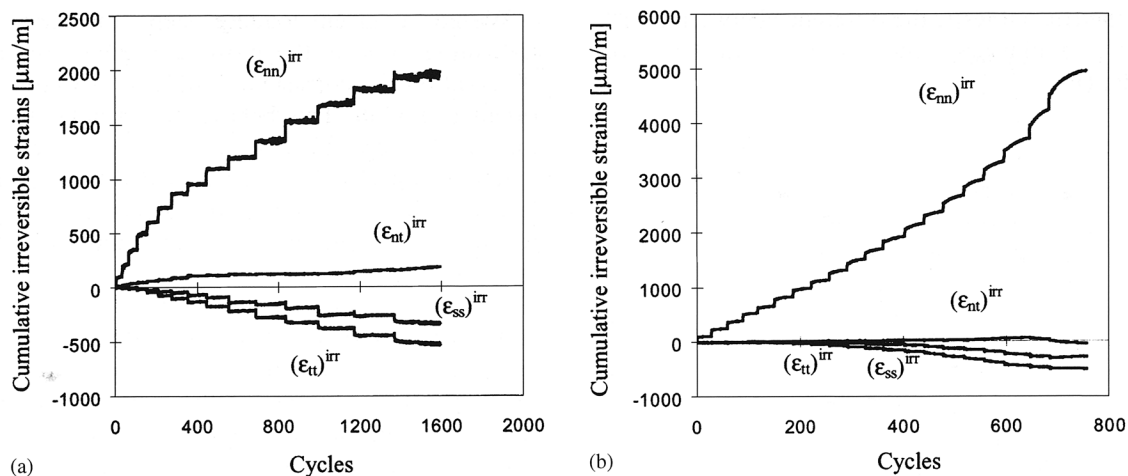 Cumulative irreversible strains [μm/m]
2500
2000
1500
1000
500
0
-500
-1000
0 400 800 1200 1600 2000
Cycles
(εnn)irr
(εnt)irr
(εss)irr
(εtt)irr
(a)
Cumulative irreversible strains [μm/m]
6000
5000
4000
3000
2000
1000
0
-1000
0 200 400 600 800
Cycles
(εnn)irr
(εnt)irr
(εtt)irr (εss)irr
(b)